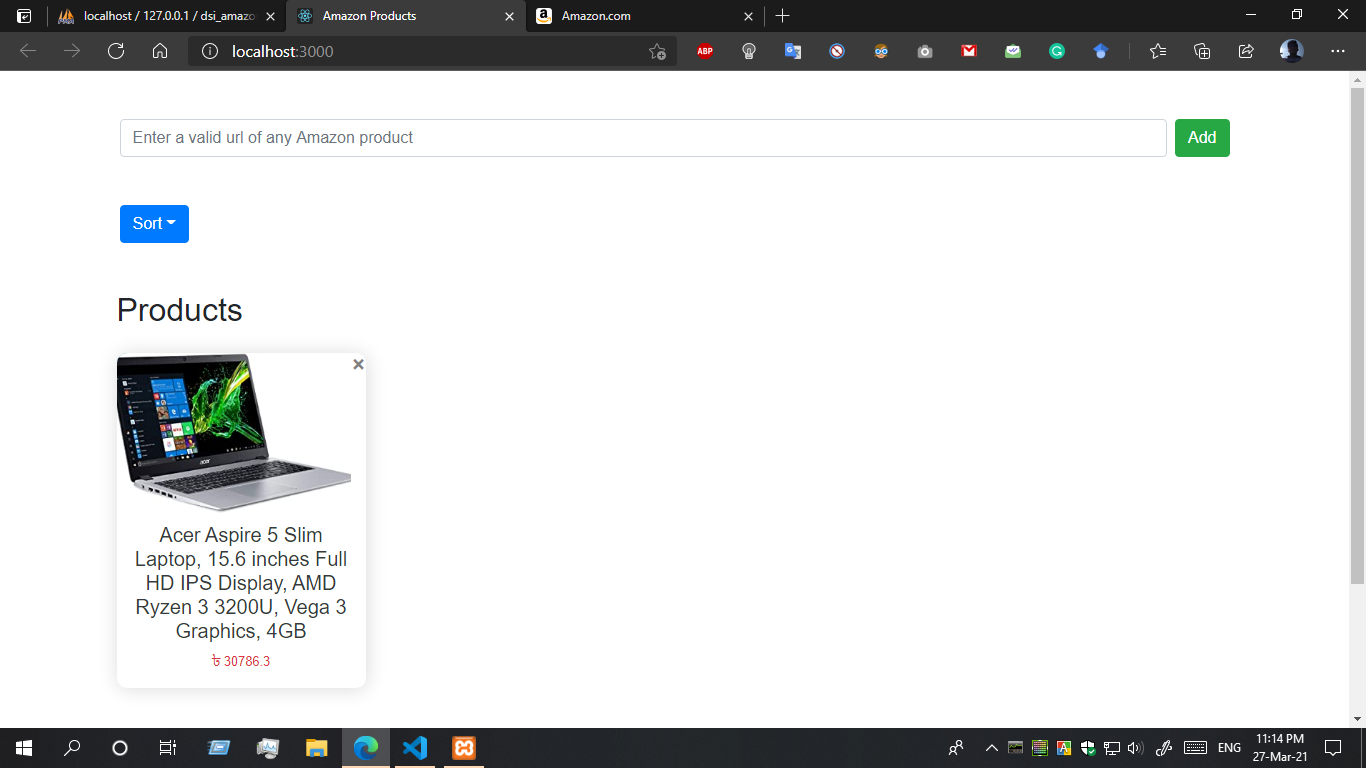 localhost / 127.0.0.1 / dsi_amazo
Amazon Products
Amazon.com
localhost:3000
ABP
Enter a valid url of any Amazon product
Add
Sort
Products
acer
Acer Aspire 5 Slim
Laptop, 15.6 inches Full
HD IPS Display, AMD
Ryzen 3 3200U, Vega 3
Graphics, 4GB
৳ 30786.3
ENG
11:14 PM
27-Mar-21